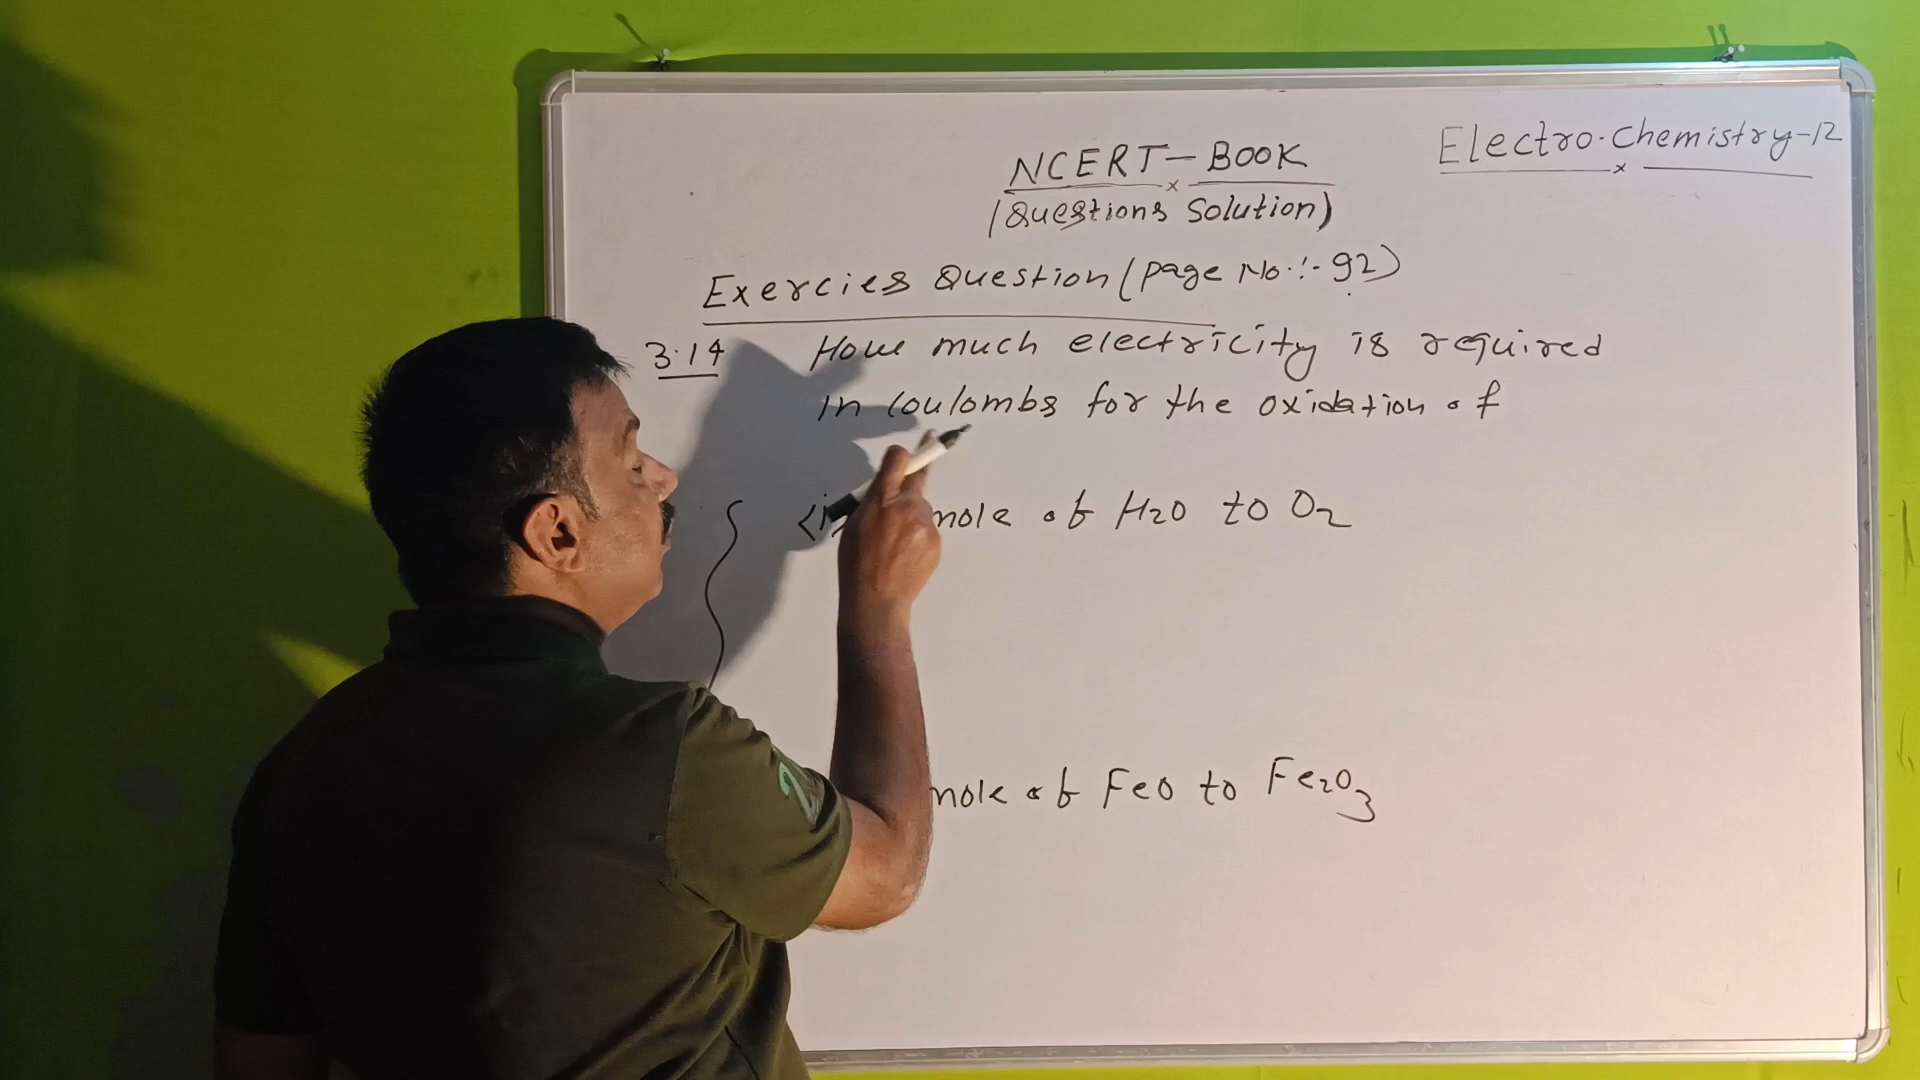 Electro.Chemistry-12
NCERT-BOOK
(Questions Solution)
Exercies Question (page No.:-92)
3.14 How much electricity is required
in Coulombs for the oxidation of
mole of H2O to O2
mole of FeO to Fe2O3